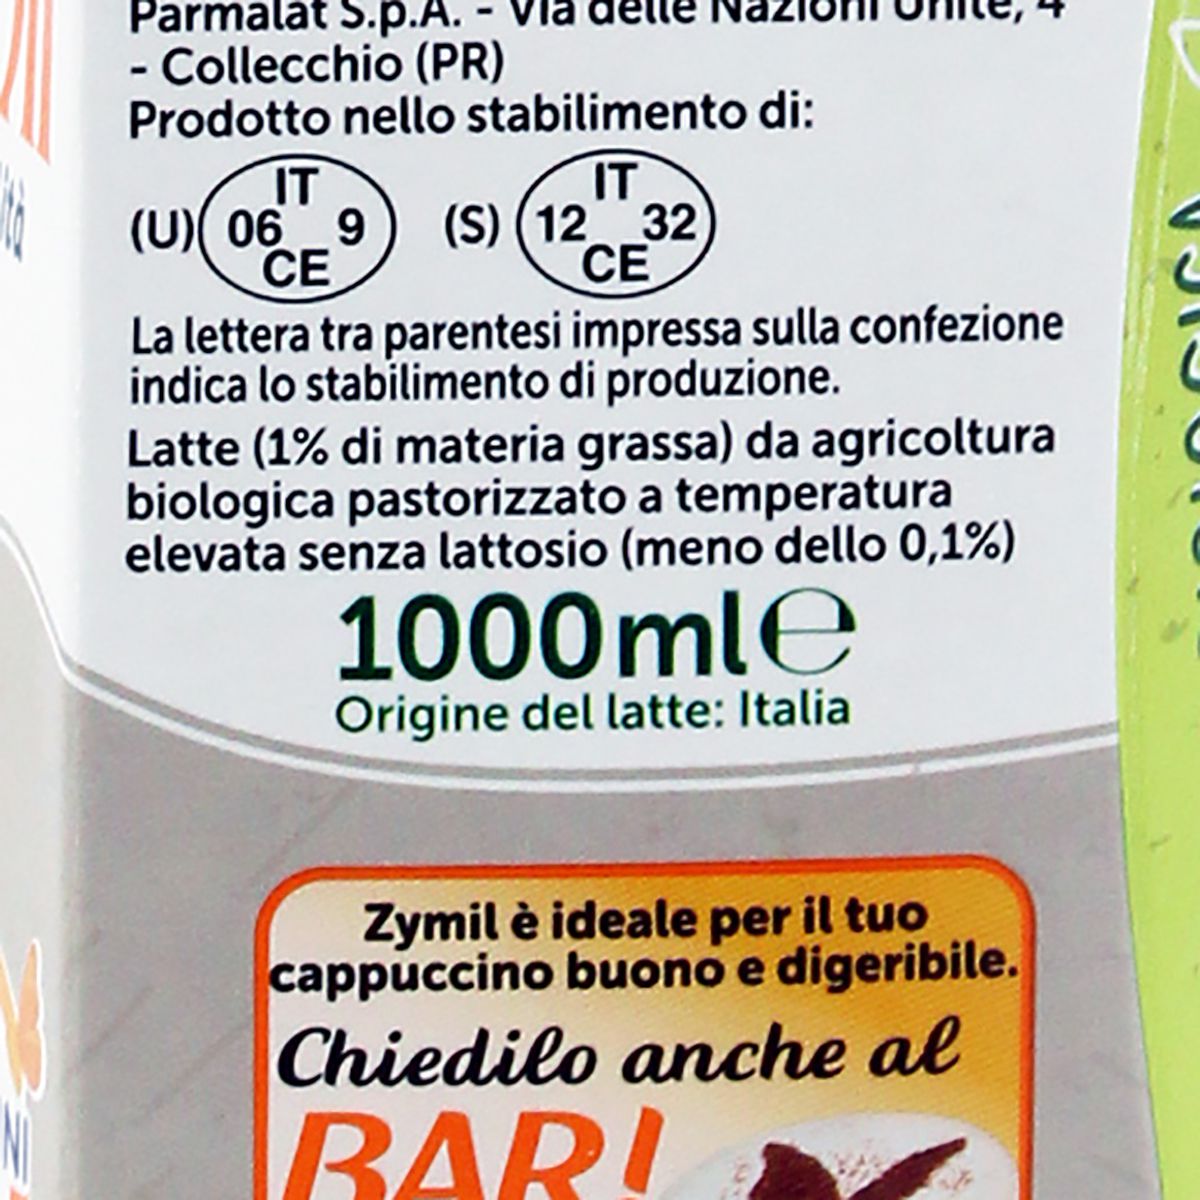 Parmalat S.p.A. - Via delle Nazioni Unite, 4
- Collecchio (PR)
Prodotto nello stabilimento di:
(U) IT 06 9 CE (S) IT 12 32 CE
La lettera tra parentesi impressa sulla confezione
indica lo stabilimento di produzione.
Latte (1% di materia grassa) da agricoltura
biologica pastorizzato a temperatura
elevata senza lattosio (meno dello 0,1%)
1000 ml e
Origine del latte: Italia
Zymil è ideale per il tuo
cappuccino buono e digeribile.
Chiedilo anche al
BAR!